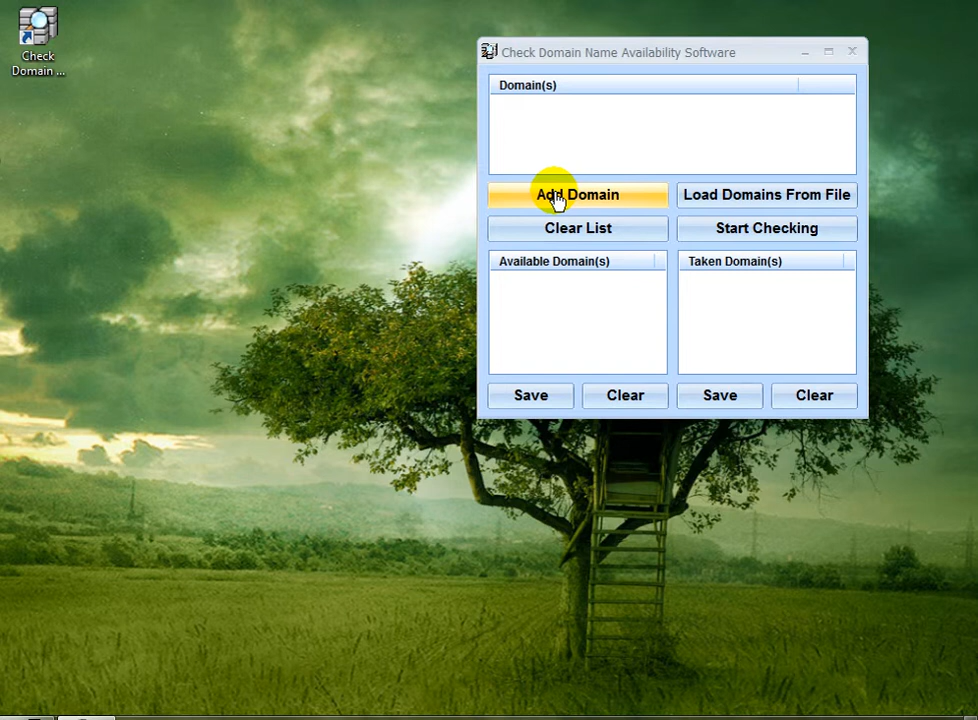 Check
Domain ...
Check Domain Name Availability Software
Domain(s)
Add Domain
Load Domains From File
Clear List
Start Checking
Available Domain(s)
Taken Domain(s)
Save
Clear
Save
Clear